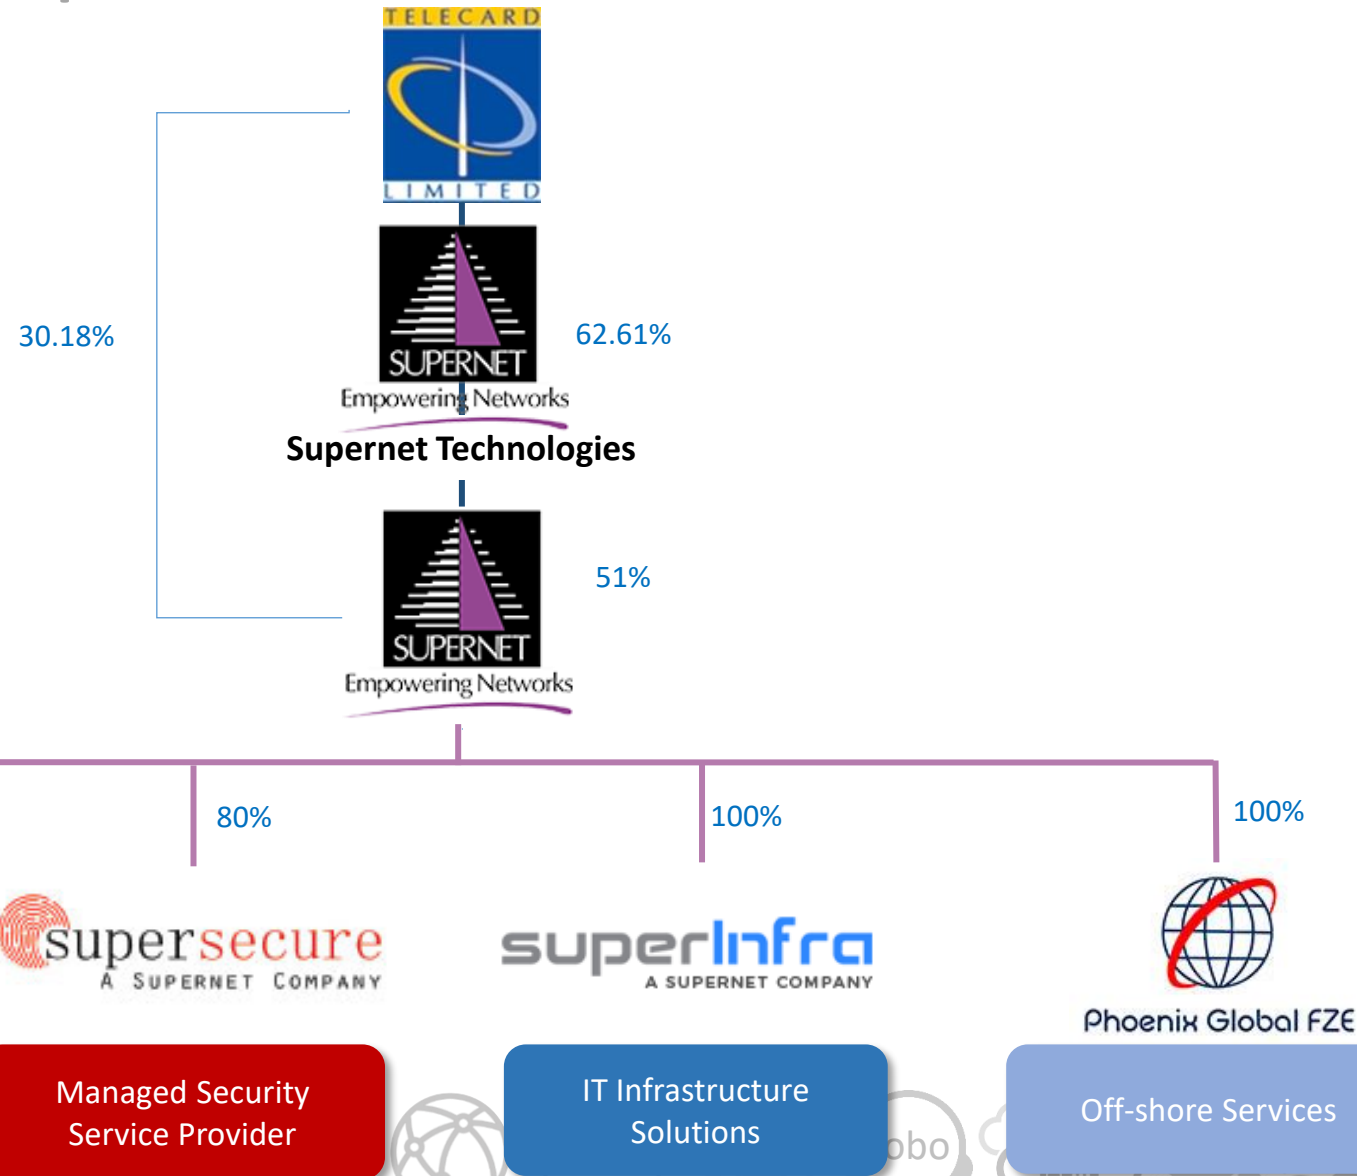 TELECARD
LIMITED
SUPERNET
Empowering Networks
30.18%
62.61%
Supernet Technologies
SUPERNET
Empowering Networks
51%
80%
100%
100%
supersecure
A SUPERNET COMPANY
superInfra
A SUPERNET COMPANY
Phoenix Global FZE
Managed Security
Service Provider
IT Infrastructure
Solutions
Off-shore Services
obo